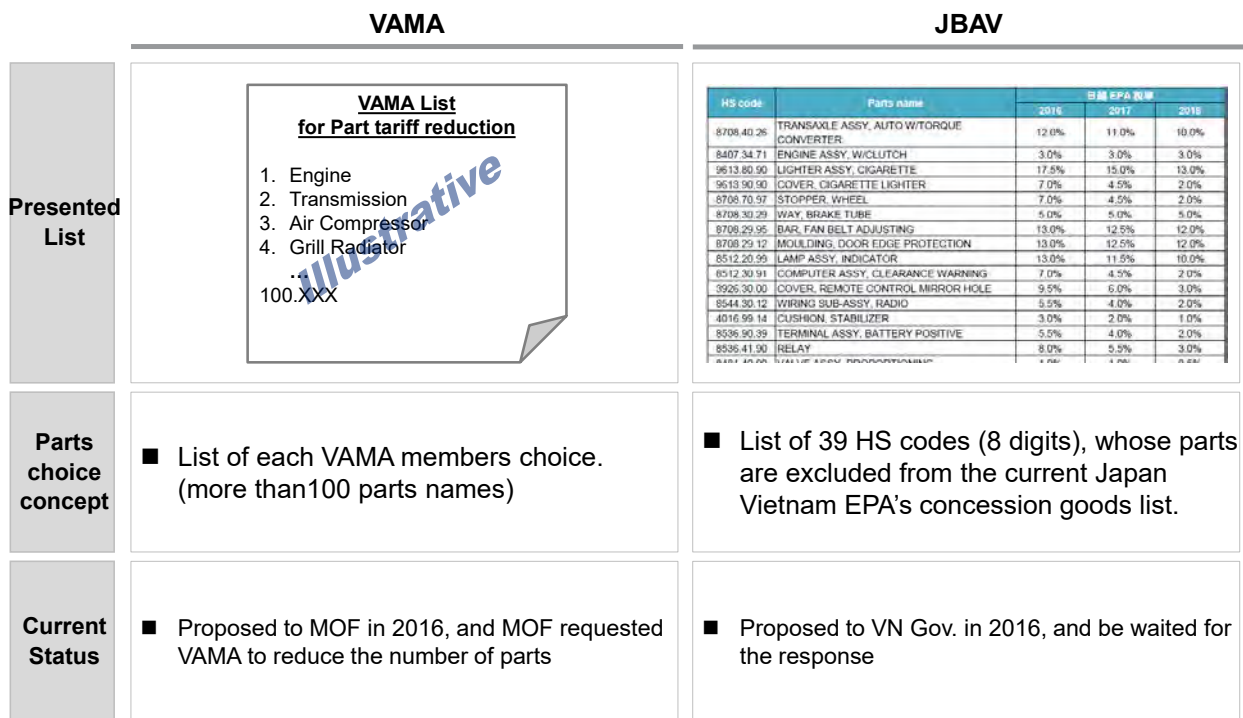 VAMA
JBAV
Presented
List
VAMA List
for Part tariff reduction
1. Engine
2. Transmission
3. Air Compressor
4. Grill Radiator
...
100.XXX
Illustrative
HS code Parts name 日越 EPA 税率
2016 2017 2018
8708.40.26 TRANSAXLE ASSY, AUTO W/TORQUE CONVERTER 12.0% 11.0% 10.0%
8407.34.71 ENGINE ASSY, W/CLUTCH 3.0% 3.0% 3.0%
9613.80.90 LIGHTER ASSY, CIGARETTE 17.5% 15.0% 13.0%
9613.90.90 COVER, CIGARETTE LIGHTER 7.0% 4.5% 2.0%
8708.70.97 STOPPER, WHEEL 7.0% 4.5% 2.0%
8708.30.29 WAY, BRAKE TUBE 5.0% 5.0% 5.0%
8708.29.95 BAR, FAN BELT ADJUSTING 13.0% 12.5% 12.0%
8708.29.12 MOULDING, DOOR EDGE PROTECTION 13.0% 12.5% 12.0%
8512.20.99 LAMP ASSY, INDICATOR 13.0% 11.5% 10.0%
8512.30.91 COMPUTER ASSY, CLEARANCE WARNING 7.0% 4.5% 2.0%
3926.30.00 COVER, REMOTE CONTROL MIRROR HOLE 9.5% 6.0% 3.0%
8544.30.12 WIRING SUB-ASSY, RADIO 5.5% 4.0% 2.0%
4016.99.14 CUSHION, STABILIZER 3.0% 2.0% 1.0%
8536.90.39 TERMINAL ASSY, BATTERY POSITIVE 5.5% 4.0% 2.0%
8536.41.90 RELAY 8.0% 5.5% 3.0%
Parts
choice
concept
■ List of each VAMA members choice.
(more than100 parts names)
■ List of 39 HS codes (8 digits), whose parts
are excluded from the current Japan
Vietnam EPA’s concession goods list.
Current
Status
■ Proposed to MOF in 2016, and MOF requested
VAMA to reduce the number of parts
■ Proposed to VN Gov. in 2016, and be waited for
the response